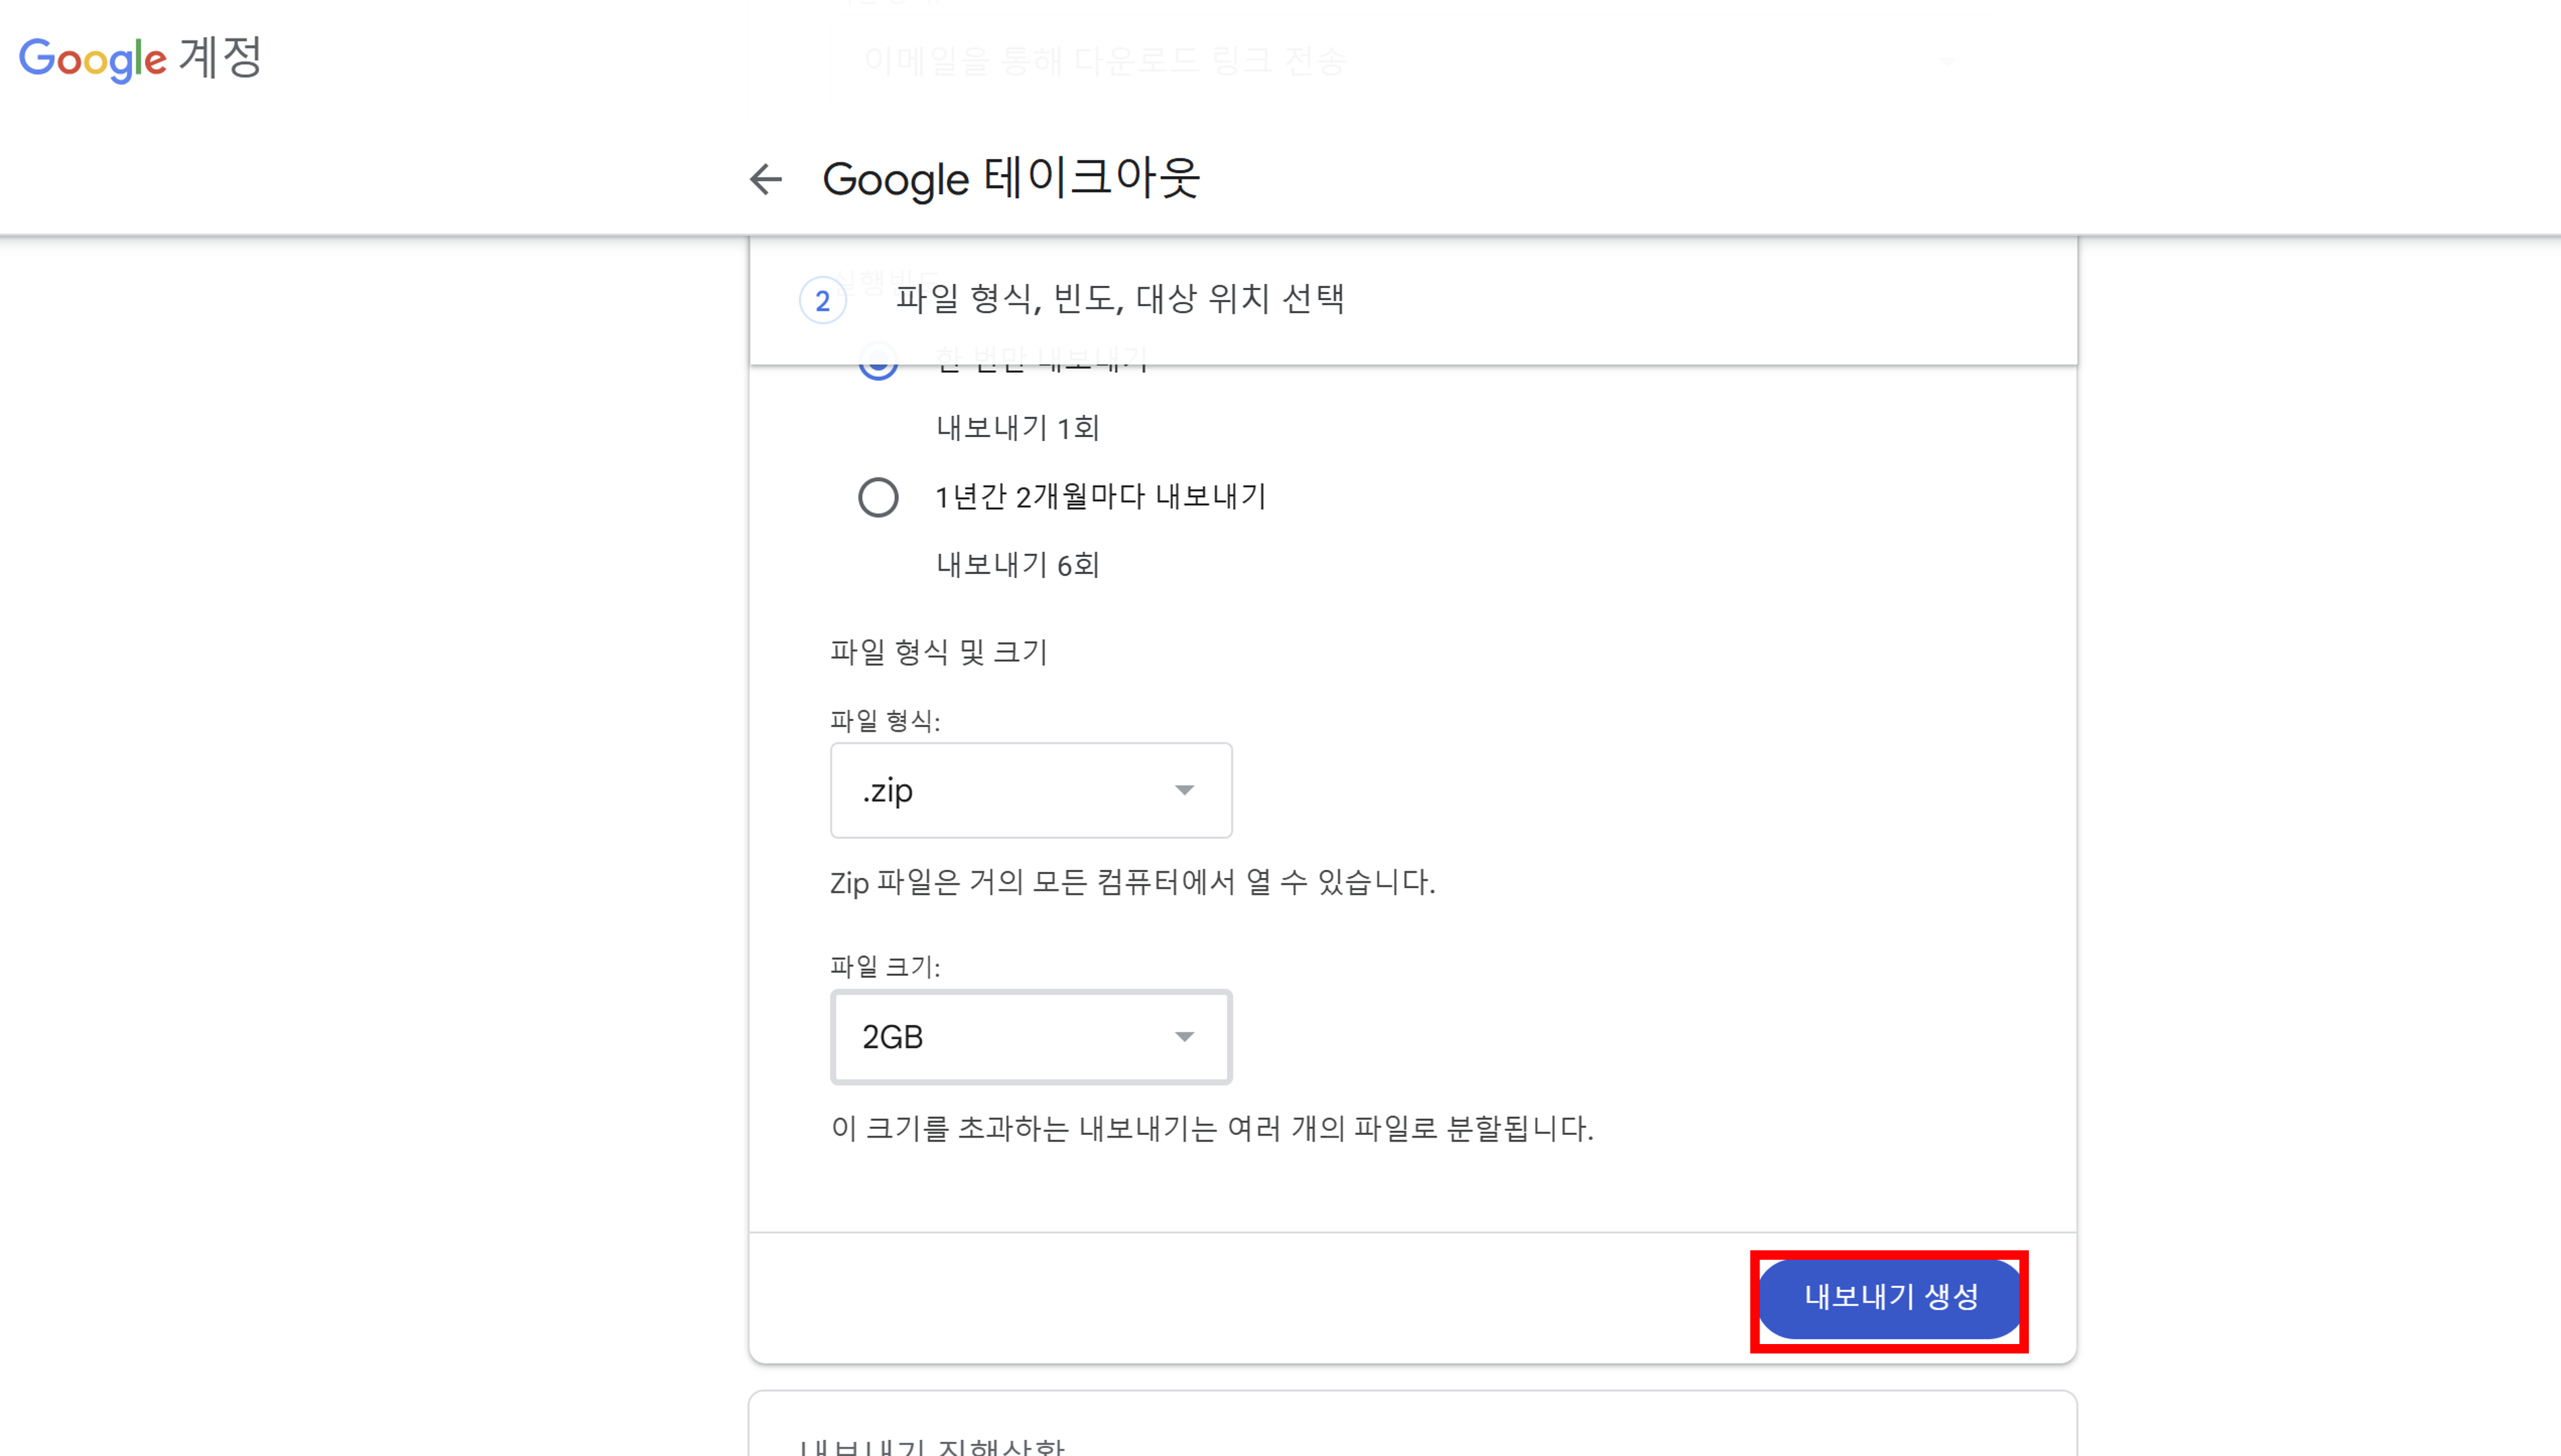 Google 계정
이메일을 통해 다운로드 링크 전송
Google 테이크아웃
실행빈도
2 파일 형식, 빈도, 대상 위치 선택
한 번만 내보내기
내보내기 1회
1년간 2개월마다 내보내기
내보내기 6회
파일 형식 및 크기
파일 형식:
.zip
Zip 파일은 거의 모든 컴퓨터에서 열 수 있습니다.
파일 크기:
2GB
이 크기를 초과하는 내보내기는 여러 개의 파일로 분할됩니다.
내보내기 생성
내보내기 진행상황